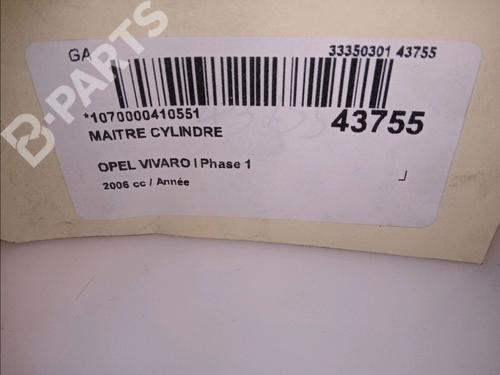 B-PARTS
GA 33350301 43755
*1070000410551 43755
MAITRE CYLINDRE
OPEL VIVARO I Phase 1
2006 cc / Année